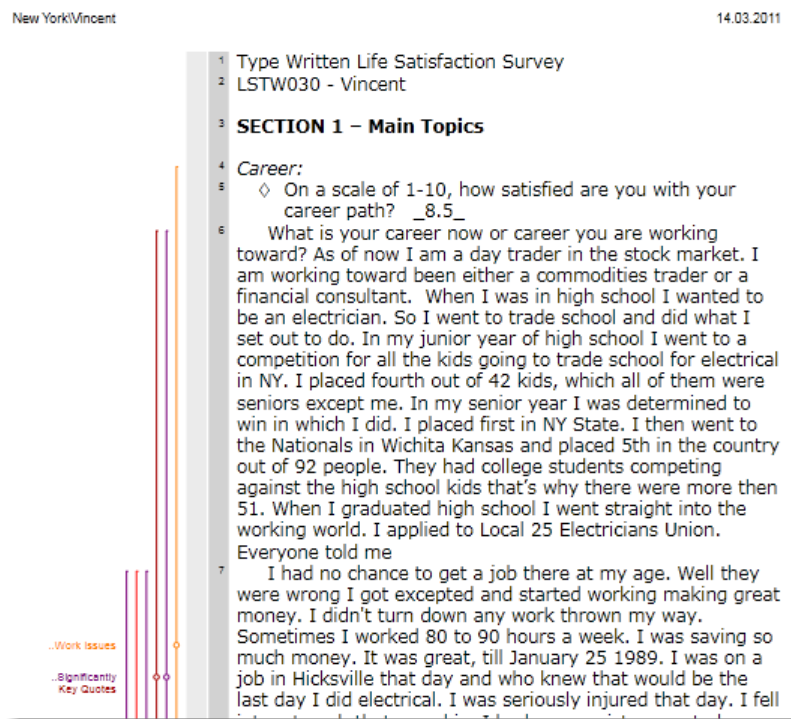 New York\Vincent 14.03.2011
1 Type Written Life Satisfaction Survey
2 LSTW030 - Vincent
3 SECTION 1 – Main Topics
4 Career:
5 ◊ On a scale of 1-10, how satisfied are you with your
career path? _8.5_
6 What is your career now or career you are working
toward? As of now I am a day trader in the stock market. I
am working toward been either a commodities trader or a
financial consultant. When I was in high school I wanted to
be an electrician. So I went to trade school and did what I
set out to do. In my junior year of high school I went to a
competition for all the kids going to trade school for electrical
in NY. I placed fourth out of 42 kids, which all of them were
seniors except me. In my senior year I was determined to
win in which I did. I placed first in NY State. I then went to
the Nationals in Wichita Kansas and placed 5th in the country
out of 92 people. They had college students competing
against the high school kids that’s why there were more then
51. When I graduated high school I went straight into the
working world. I applied to Local 25 Electricians Union.
Everyone told me
7 I had no chance to get a job there at my age. Well they
were wrong I got excepted and started working making great
money. I didn't turn down any work thrown my way.
..Work Issues Sometimes I worked 80 to 90 hours a week. I was saving so
much money. It was great, till January 25 1989. I was on a
..Significantly job in Hicksville that day and who knew that would be the
Key Quotes last day I did electrical. I was seriously injured that day. I fell